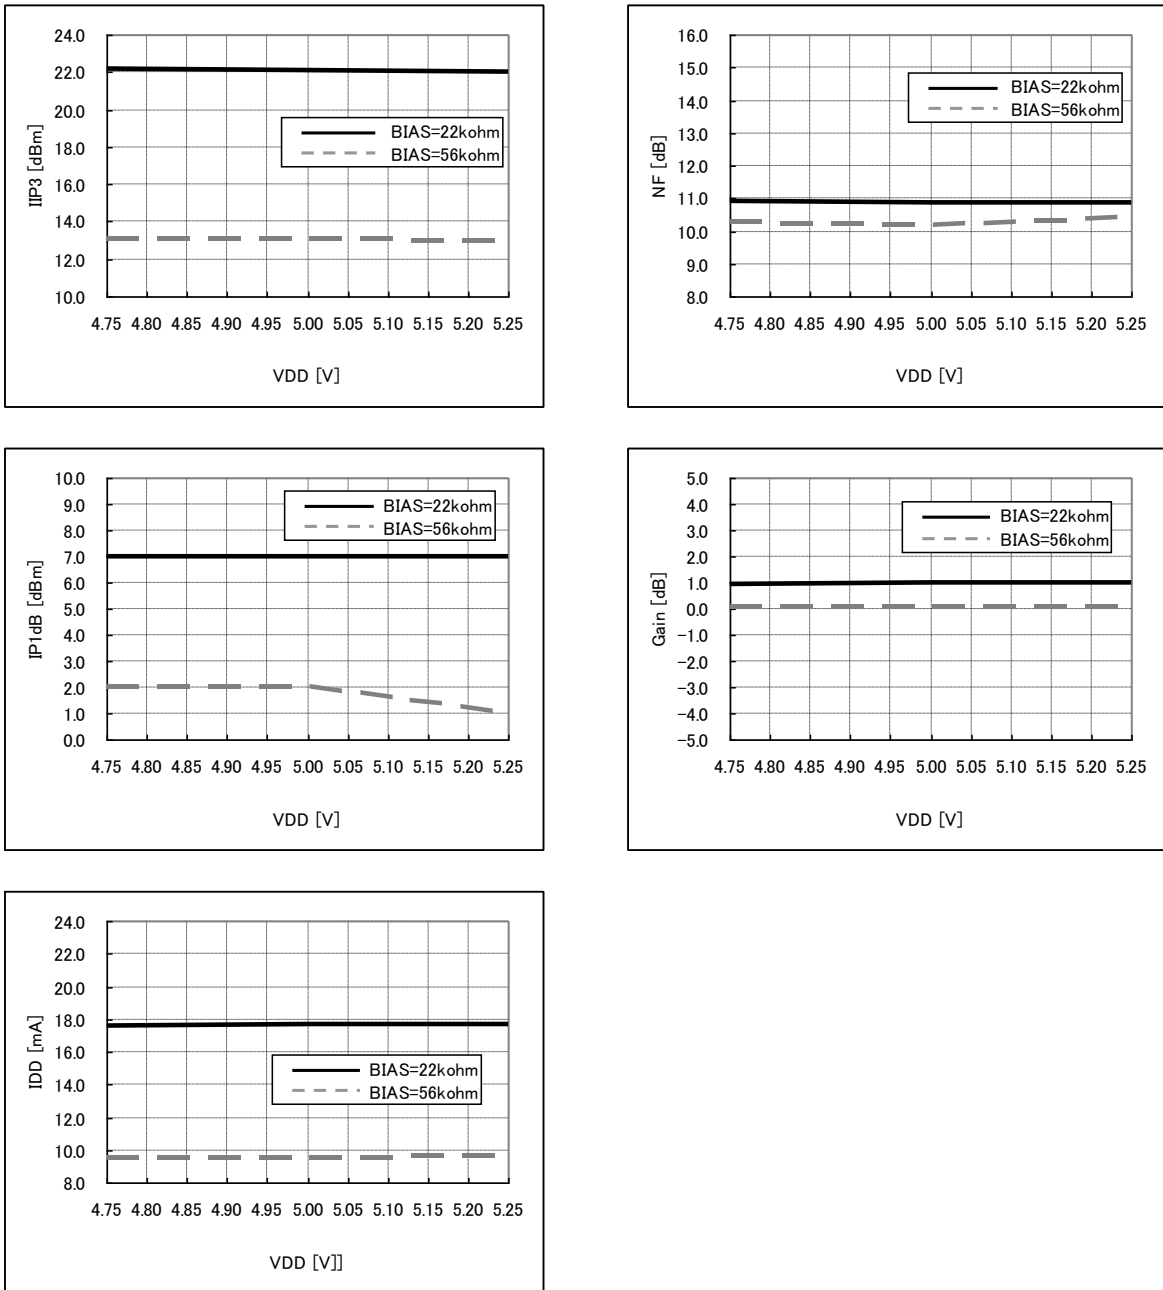 IIP3 [dBm]
24.0
22.0
20.0
18.0
16.0
14.0
12.0
10.0
BIAS=22kohm
BIAS=56kohm
4.75 4.80 4.85 4.90 4.95 5.00 5.05 5.10 5.15 5.20 5.25
VDD [V]
NF [dB]
16.0
15.0
14.0
13.0
12.0
11.0
10.0
9.0
8.0
BIAS=22kohm
BIAS=56kohm
4.75 4.80 4.85 4.90 4.95 5.00 5.05 5.10 5.15 5.20 5.25
VDD [V]
IP1dB [dBm]
10.0
9.0
8.0
7.0
6.0
5.0
4.0
3.0
2.0
1.0
0.0
BIAS=22kohm
BIAS=56kohm
4.75 4.80 4.85 4.90 4.95 5.00 5.05 5.10 5.15 5.20 5.25
VDD [V]
Gain [dB]
5.0
4.0
3.0
2.0
1.0
0.0
−1.0
−2.0
−3.0
−4.0
−5.0
BIAS=22kohm
BIAS=56kohm
4.75 4.80 4.85 4.90 4.95 5.00 5.05 5.10 5.15 5.20 5.25
VDD [V]
IDD [mA]
24.0
22.0
20.0
18.0
16.0
14.0
12.0
10.0
8.0
BIAS=22kohm
BIAS=56kohm
4.75 4.80 4.85 4.90 4.95 5.00 5.05 5.10 5.15 5.20 5.25
VDD [V]]